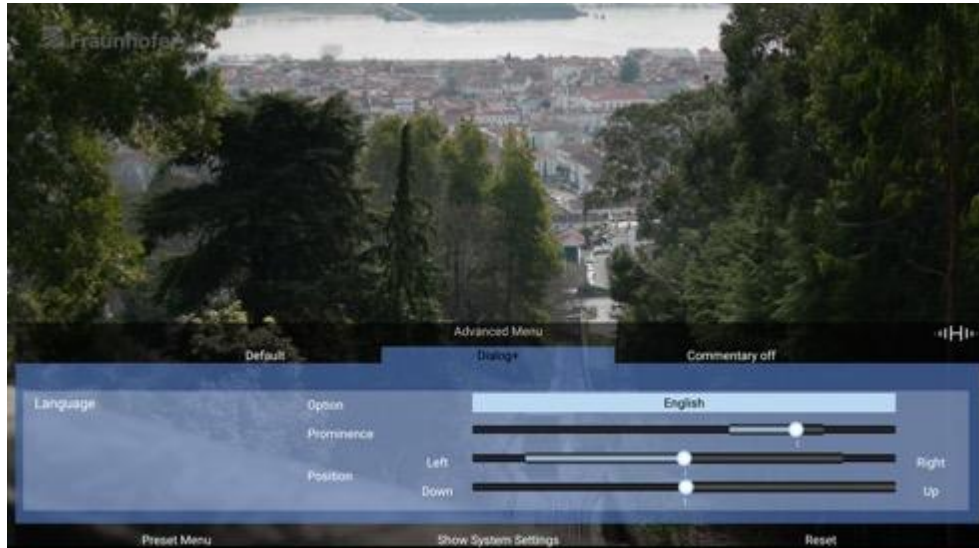 Fraunhofer
Advanced Menu
Default Dialog+ Commentary off
Language Option English
Prominence
Position Left Right
Down Up
Preset Menu Show System Settings Reset